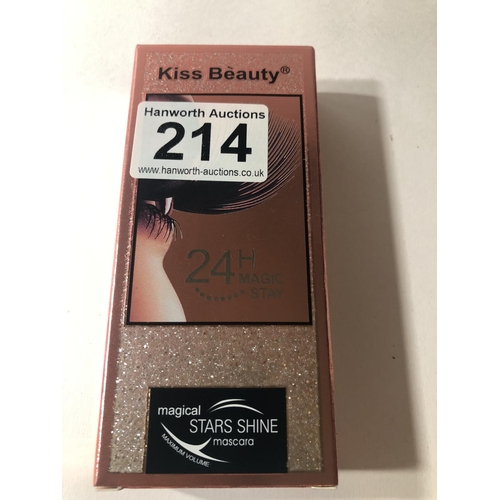 Kiss Bèauty®
Hanworth Auctions
214
www.hanworth-auctions.co.uk
24H
MAGIC
STAY
magical
STARS SHINE
mascara
MAXIMUM VOLUME